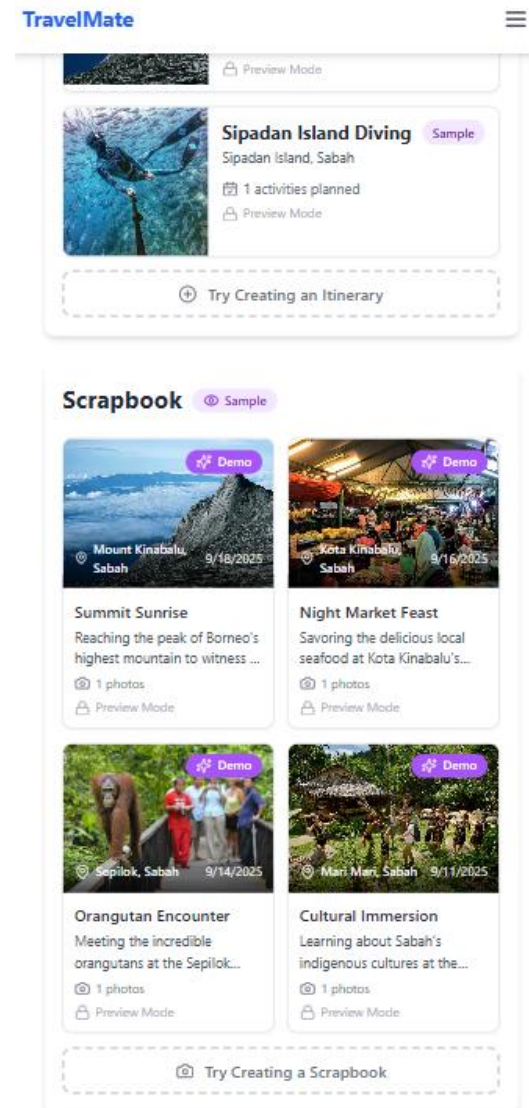 TravelMate
Preview Mode
Sipadan Island Diving Sample
Sipadan Island, Sabah
1 activities planned
Preview Mode
Try Creating an Itinerary
Scrapbook Sample
Demo
Mount Kinabalu,
Sabah
9/18/2025
Summit Sunrise
Reaching the peak of Borneo's
highest mountain to witness ...
1 photos
Preview Mode
Demo
Kota Kinabalu,
Sabah
9/16/2025
Night Market Feast
Savoring the delicious local
seafood at Kota Kinabalu's...
1 photos
Preview Mode
Demo
Sepilok, Sabah 9/14/2025
Orangutan Encounter
Meeting the incredible
orangutans at the Sepilok...
1 photos
Preview Mode
Demo
Mari Mari, Sabah 9/11/2025
Cultural Immersion
Learning about Sabah's
indigenous cultures at the...
1 photos
Preview Mode
Try Creating a Scrapbook